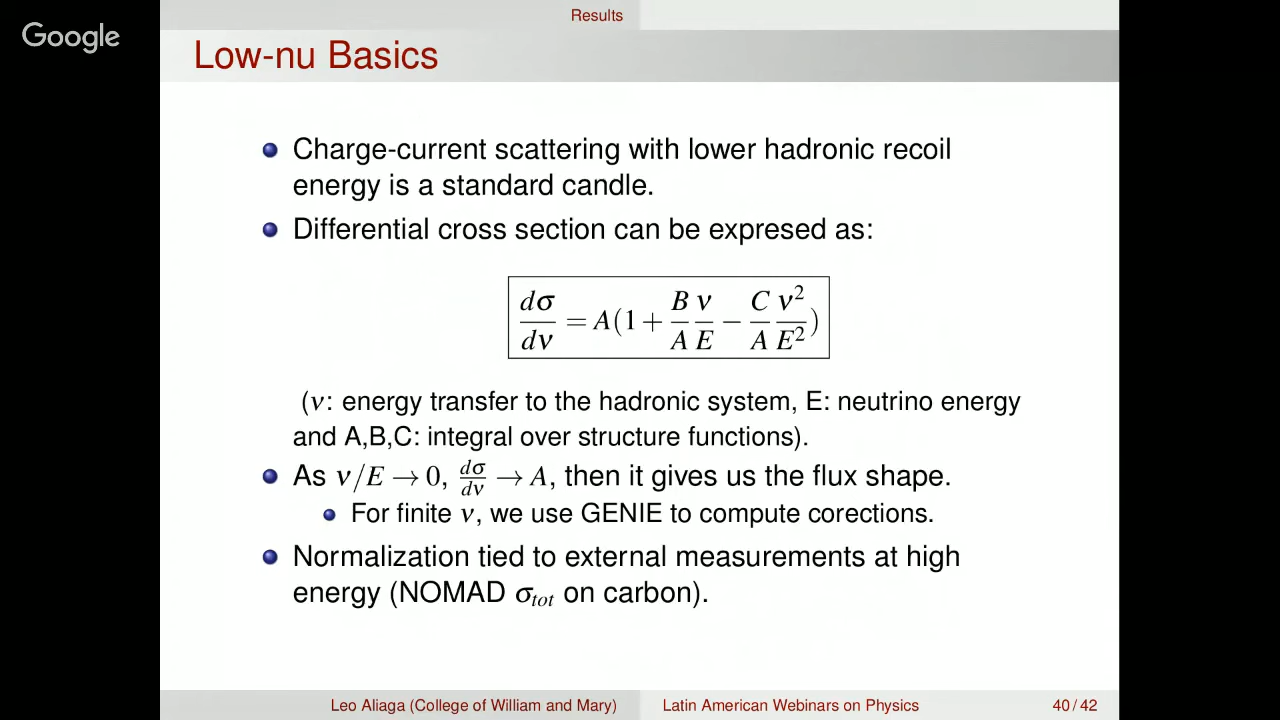 Results
Google
Low-nu Basics
Charge-current scattering with lower hadronic recoil
energy is a standard candle.
Differential cross section can be expresed as:
dσ/dν = A(1 + B/A ν/E − C/A ν²/E²)
(ν: energy transfer to the hadronic system, E: neutrino energy
and A,B,C: integral over structure functions).
As ν/E → 0, dσ/dν → A, then it gives us the flux shape.
For finite ν, we use GENIE to compute corections.
Normalization tied to external measurements at high
energy (NOMAD σtot on carbon).
Leo Aliaga (College of William and Mary) Latin American Webinars on Physics 40 / 42